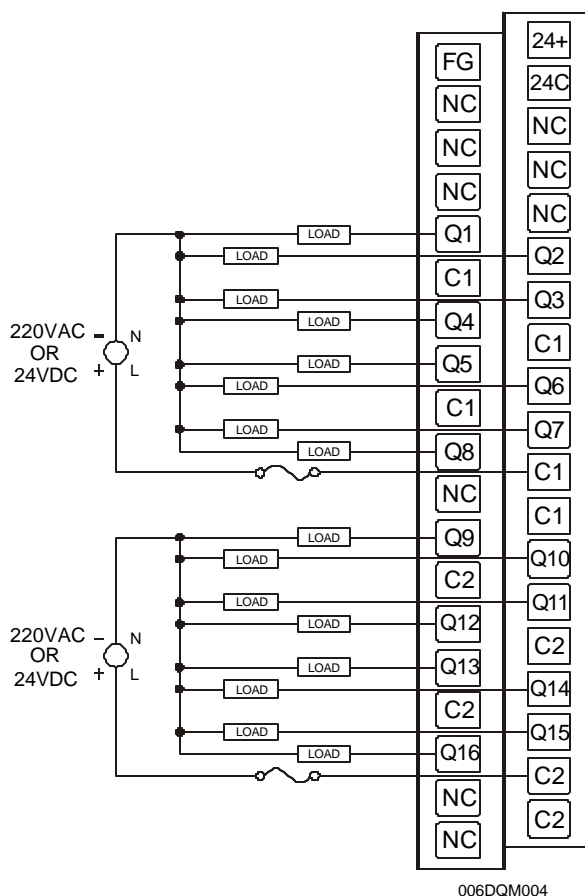 24+
FG
24C
NC
NC
NC
NC
NC
NC
LOAD
Q1
LOAD
Q2
C1
LOAD
Q3
LOAD
Q4
C1
220VAC - N
OR
24VDC + L
LOAD
Q5
LOAD
Q6
C1
LOAD
Q7
LOAD
Q8
C1
NC
C1
LOAD
Q9
LOAD
Q10
C2
LOAD
Q11
LOAD
Q12
C2
220VAC - N
OR
24VDC + L
LOAD
Q13
LOAD
Q14
C2
LOAD
Q15
LOAD
Q16
C2
NC
C2
NC
006DQM004